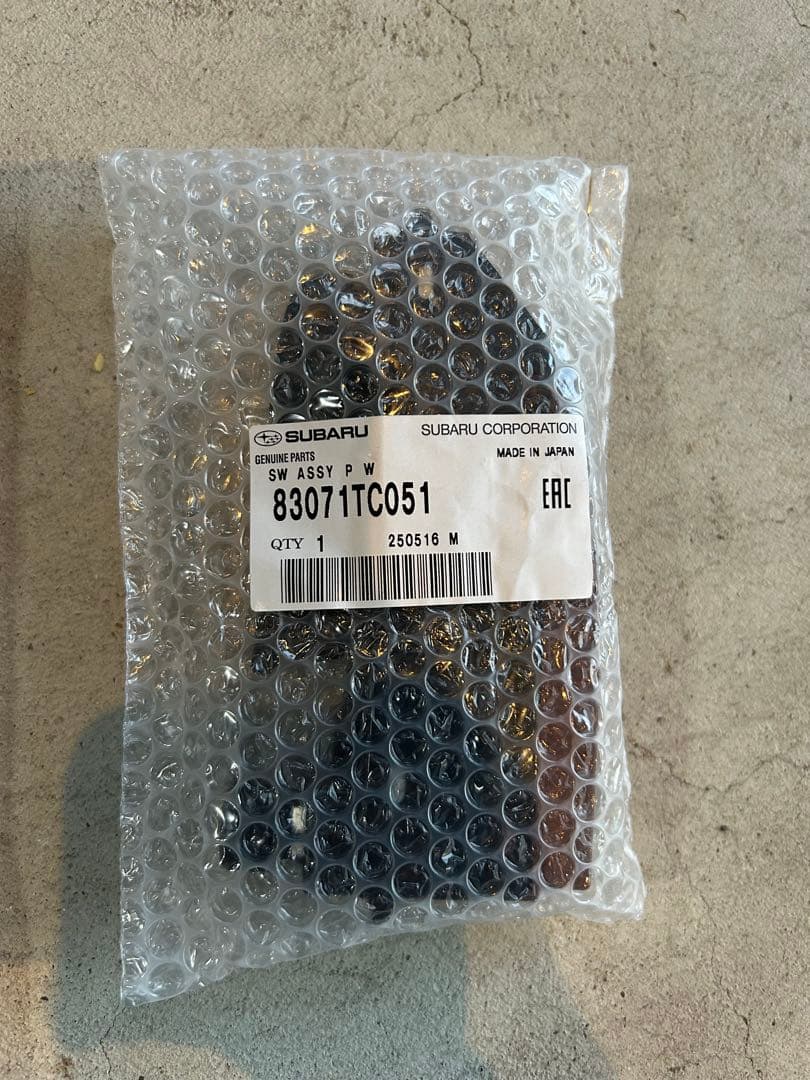 SUBARU SUBARU CORPORATION
GENUINE PARTS MADE IN JAPAN
SW ASSY P W
83071TC051 EAC
QTY 1 250516 M